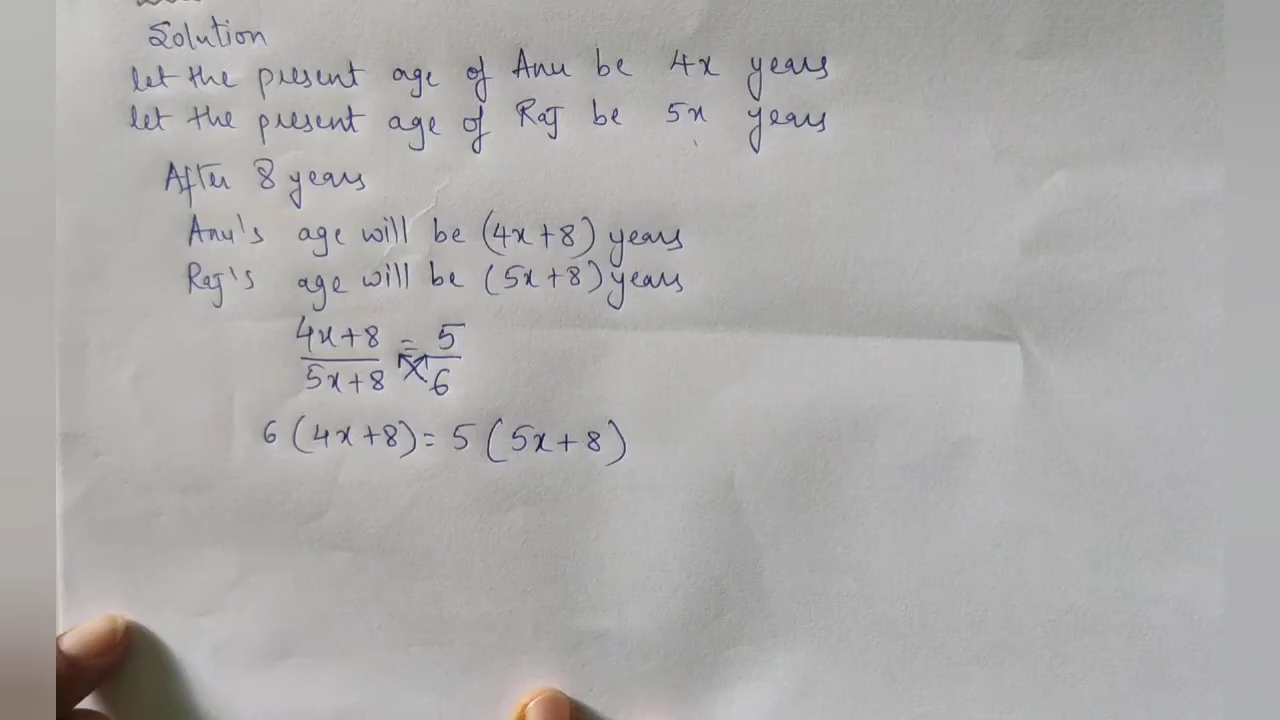 Solution
let the present age of Anu be 4x years
let the present age of Raj be 5x years
After 8 years
Anu's age will be (4x+8) years
Raj's age will be (5x+8) years
4x+8 = 5
5x+8 6
6(4x+8) = 5(5x+8)